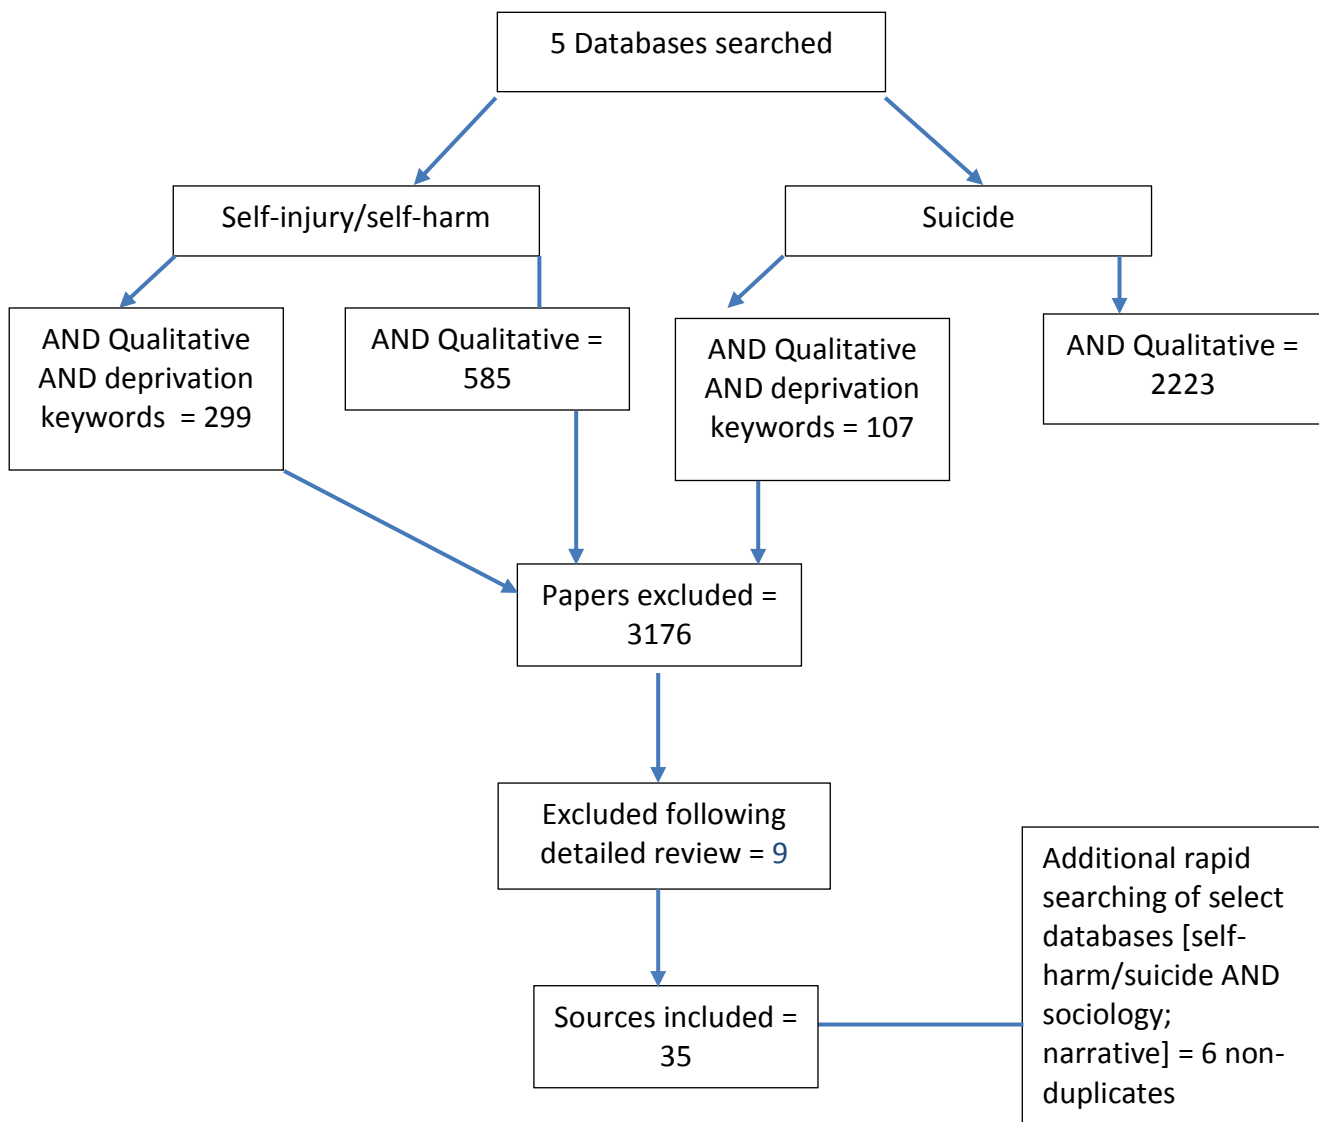 5 Databases searched
Self-injury/self-harm
Suicide
AND Qualitative
AND deprivation
keywords = 299
AND Qualitative =
585
AND Qualitative
AND deprivation
keywords = 107
AND Qualitative =
2223
Papers excluded =
3176
Excluded following
detailed review = 9
Additional rapid
searching of select
databases [self-
harm/suicide AND
sociology;
narrative] = 6 non-
duplicates
Sources included =
35